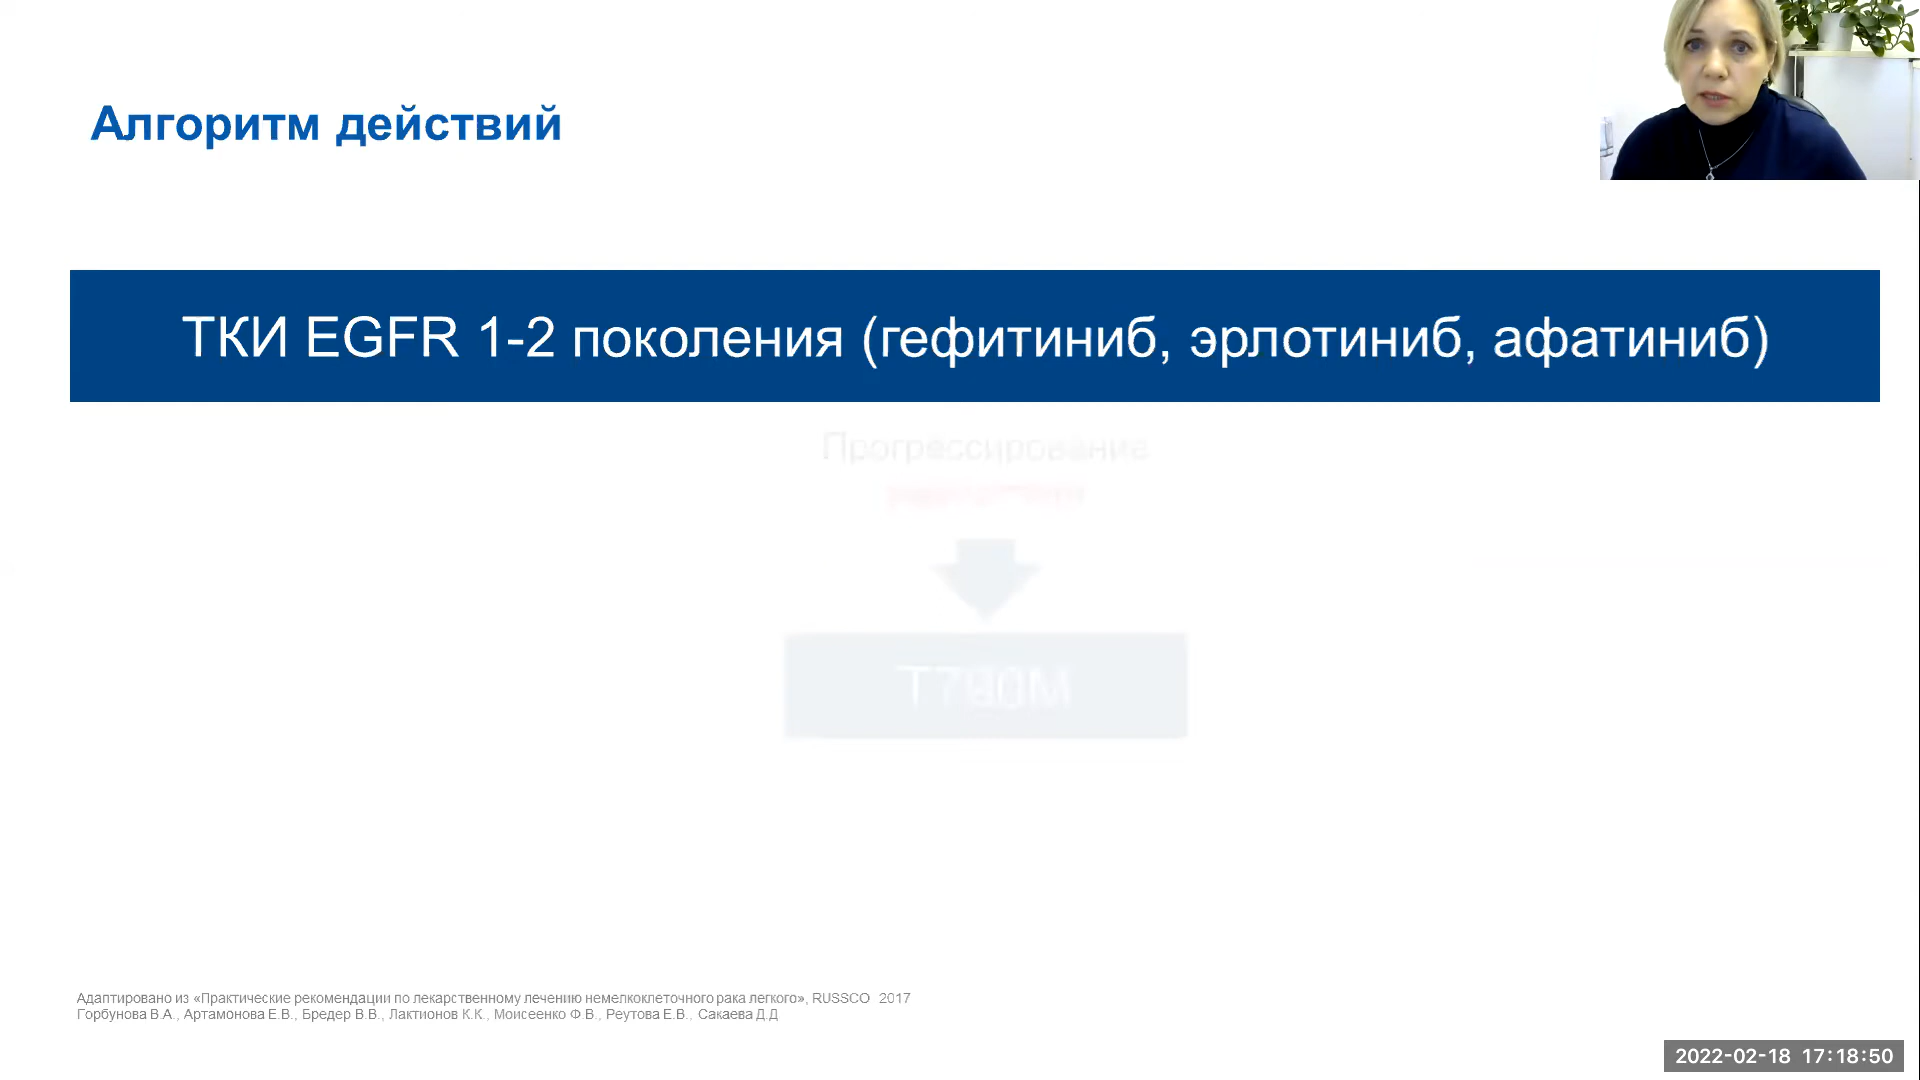 Алгоритм действий
ТКИ EGFR 1-2 поколения (гефитиниб, эрлотиниб, афатиниб)
Прогрессирование
T790M
Адаптировано из «Практические рекомендации по лекарственному лечению немелкоклеточного рака легкого», RUSSCO 2017
Горбунова В.А., Артамонова Е.В., Бредер В.В., Лактионов К.К., Моисеенко Ф.В., Реутова Е.В., Сакаева Д.Д
2022-02-18 17:18:50